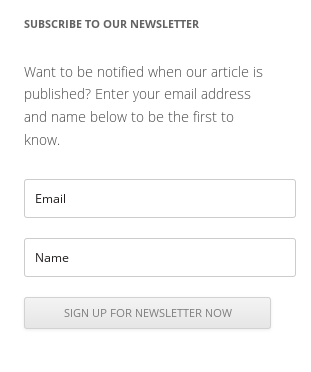 SUBSCRIBE TO OUR NEWSLETTER
Want to be notified when our article is
published? Enter your email address
and name below to be the first to
know.
Email
Name
SIGN UP FOR NEWSLETTER NOW